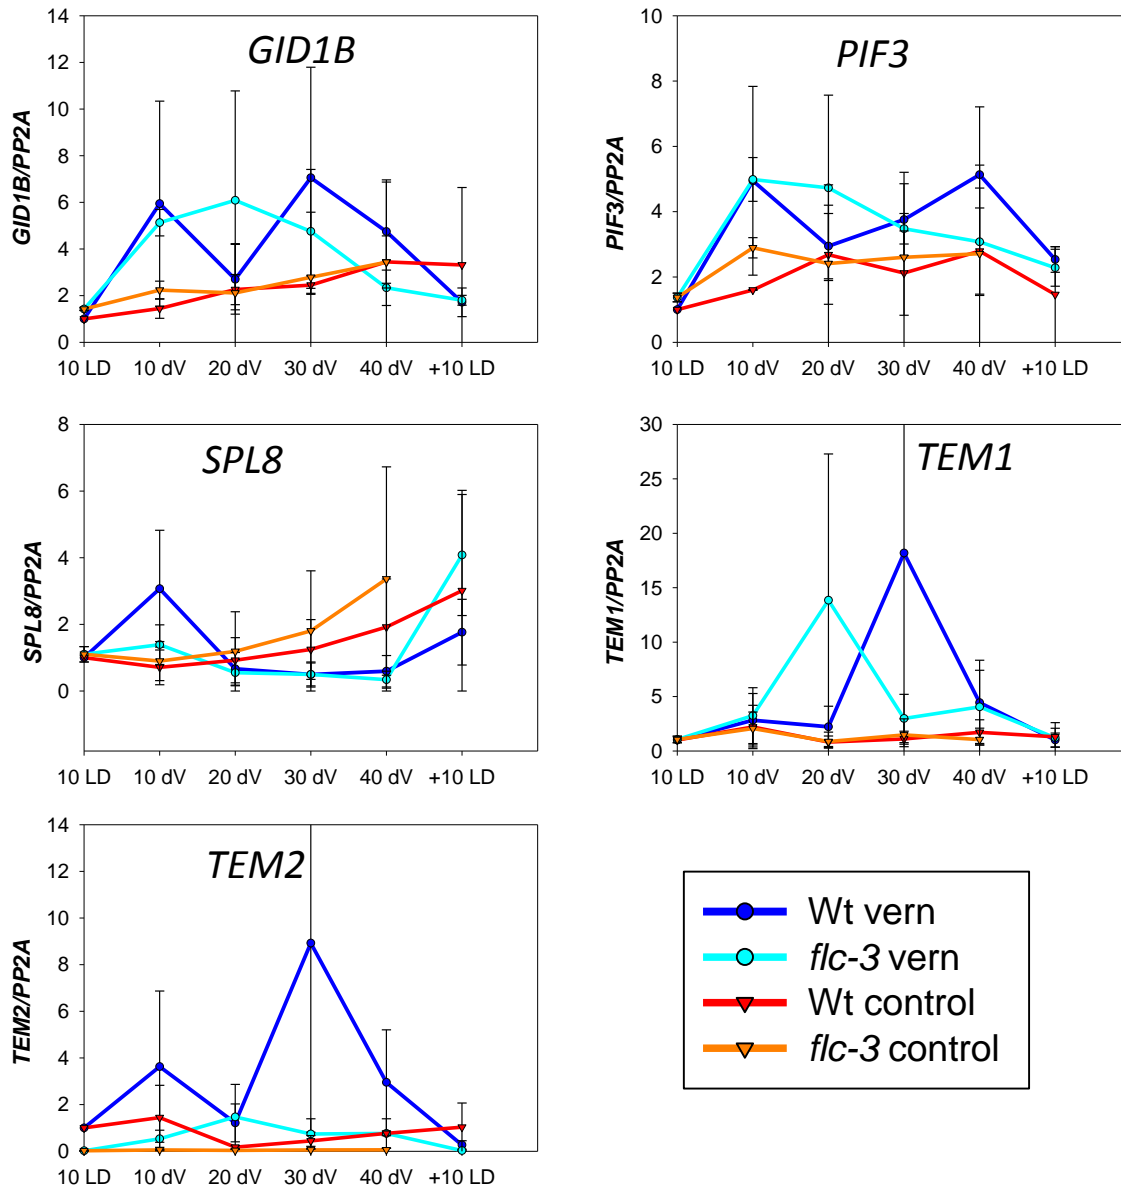 GID1B
GID1B/PP2A
14
12
10
8
6
4
2
0
10 LD 10 dV 20 dV 30 dV 40 dV +10 LD
PIF3
PIF3/PP2A
10
8
6
4
2
0
10 LD 10 dV 20 dV 30 dV 40 dV +10 LD
SPL8
SPL8/PP2A
8
6
4
2
0
10 LD 10 dV 20 dV 30 dV 40 dV +10 LD
TEM1
TEM1/PP2A
30
25
20
15
10
5
0
10 LD 10 dV 20 dV 30 dV 40 dV +10 LD
TEM2
TEM2/PP2A
14
12
10
8
6
4
2
0
10 LD 10 dV 20 dV 30 dV 40 dV +10 LD
Wt vern
flc-3 vern
Wt control
flc-3 control